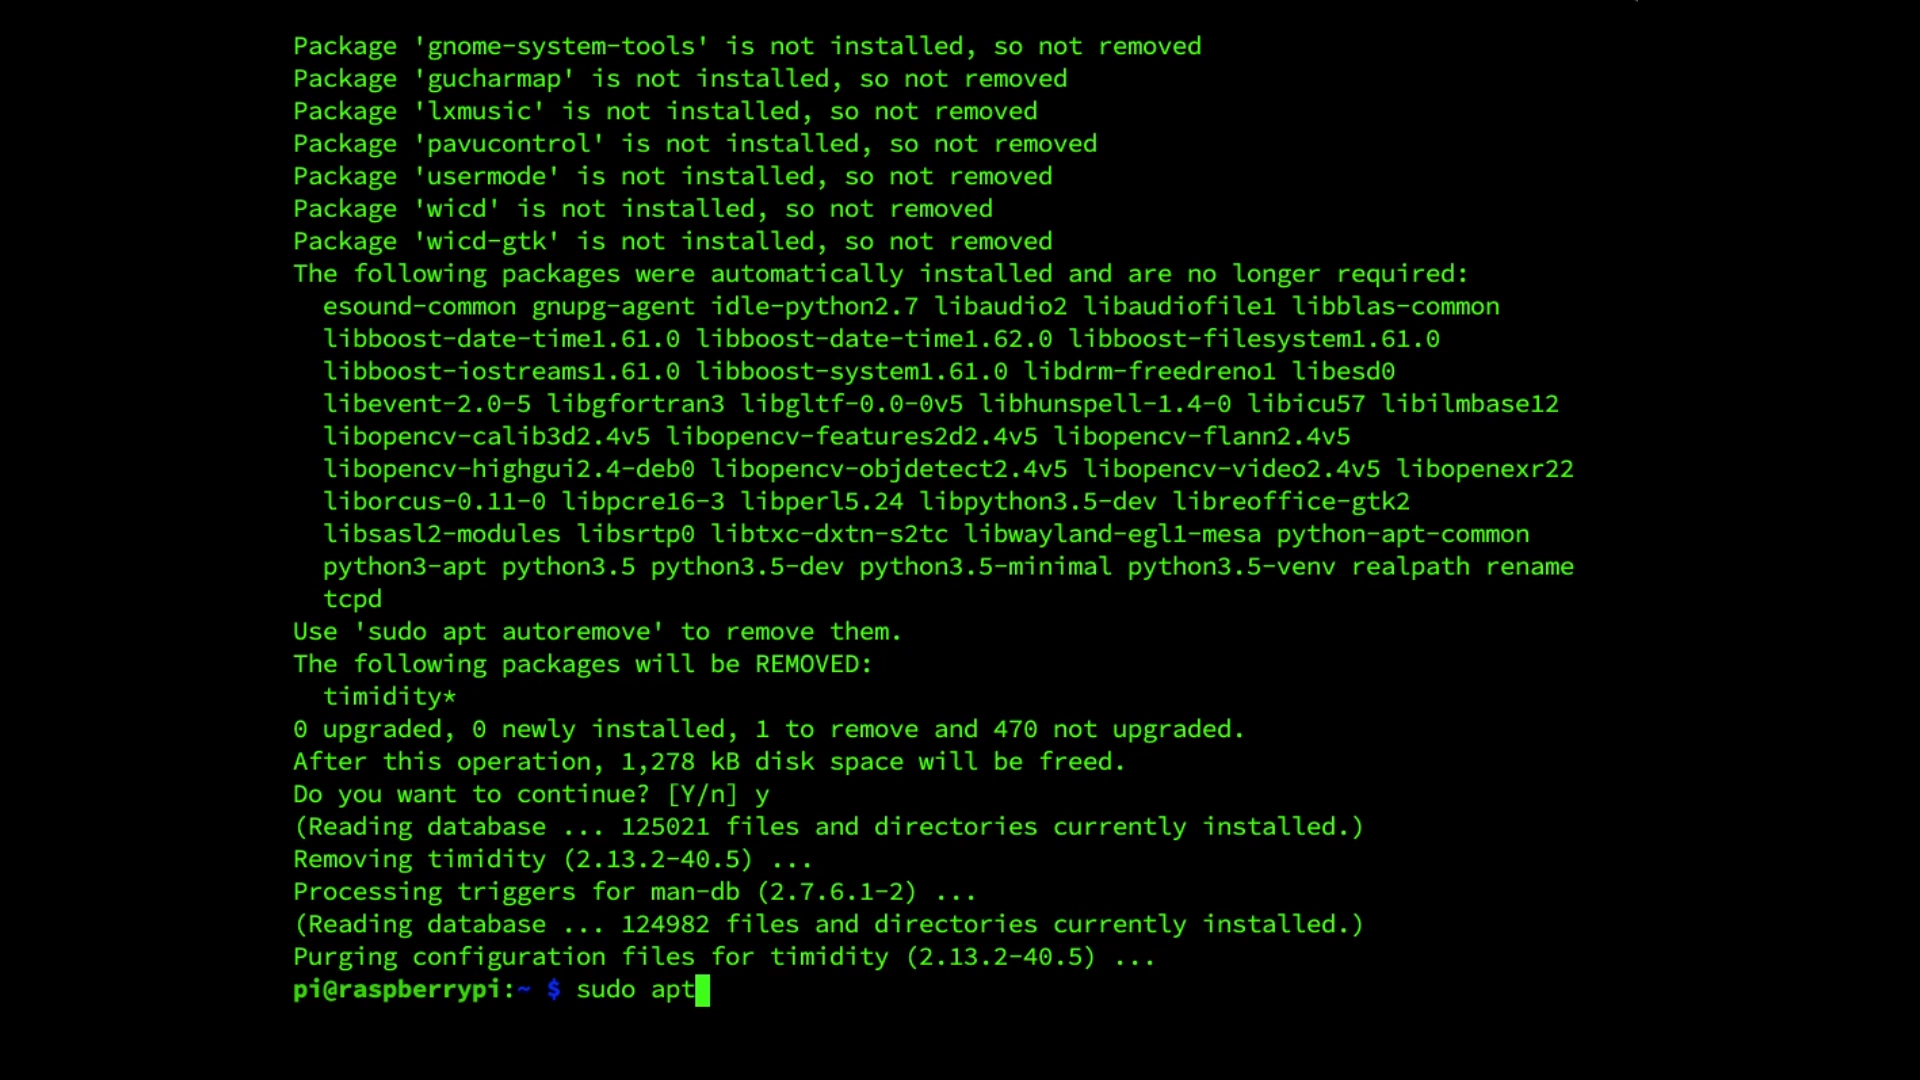 Package 'gnome-system-tools' is not installed, so not removed
Package 'gucharmap' is not installed, so not removed
Package 'lxmusic' is not installed, so not removed
Package 'pavucontrol' is not installed, so not removed
Package 'usermode' is not installed, so not removed
Package 'wicd' is not installed, so not removed
Package 'wicd-gtk' is not installed, so not removed
The following packages were automatically installed and are no longer required:
  esound-common gnupg-agent idle-python2.7 libaudio2 libaudiofile1 libblas-common
  libboost-date-time1.61.0 libboost-date-time1.62.0 libboost-filesystem1.61.0
  libboost-iostreams1.61.0 libboost-system1.61.0 libdrm-freedreno1 libesd0
  libevent-2.0-5 libgfortran3 libgltf-0.0-0v5 libhunspell-1.4-0 libicu57 libilmbase12
  libopencv-calib3d2.4v5 libopencv-features2d2.4v5 libopencv-flann2.4v5
  libopencv-highgui2.4-deb0 libopencv-objdetect2.4v5 libopencv-video2.4v5 libopenexr22
  liborcus-0.11-0 libpcre16-3 libperl5.24 libpython3.5-dev libreoffice-gtk2
  libsasl2-modules libsrtp0 libtxc-dxtn-s2tc libwayland-egl1-mesa python-apt-common
  python3-apt python3.5 python3.5-dev python3.5-minimal python3.5-venv realpath rename
  tcpd
Use 'sudo apt autoremove' to remove them.
The following packages will be REMOVED:
  timidity*
0 upgraded, 0 newly installed, 1 to remove and 470 not upgraded.
After this operation, 1,278 kB disk space will be freed.
Do you want to continue? [Y/n] y
(Reading database ... 125021 files and directories currently installed.)
Removing timidity (2.13.2-40.5) ...
Processing triggers for man-db (2.7.6.1-2) ...
(Reading database ... 124982 files and directories currently installed.)
Purging configuration files for timidity (2.13.2-40.5) ...
pi@raspberrypi:~ $ sudo apt